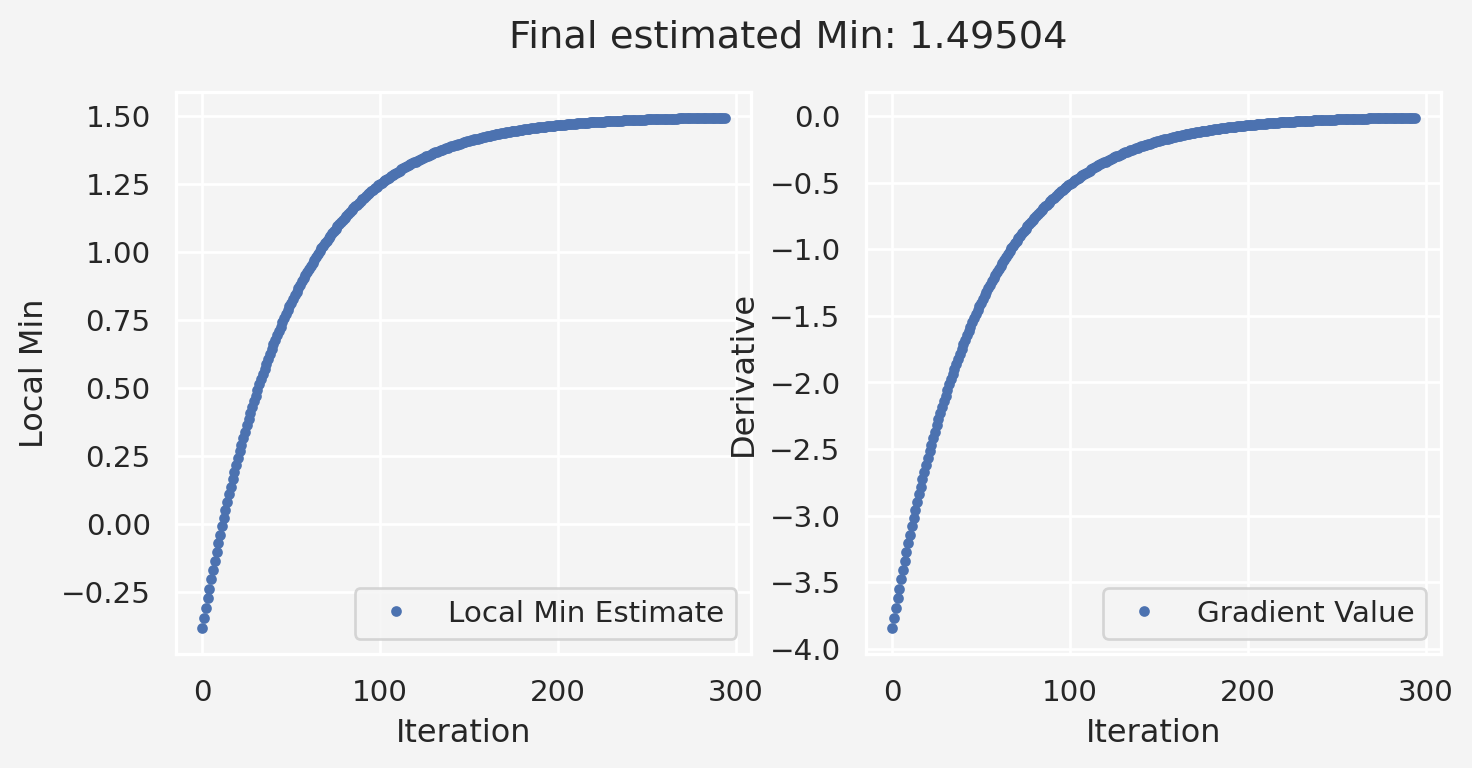 Final estimated Min: 1.49504
1.50
1.25
1.00
0.75
0.50
0.25
0.00
−0.25
Local Min
Local Min Estimate
0 100 200 300
Iteration
0.0
−0.5
−1.0
−1.5
−2.0
−2.5
−3.0
−3.5
−4.0
Derivative
Gradient Value
0 100 200 300
Iteration